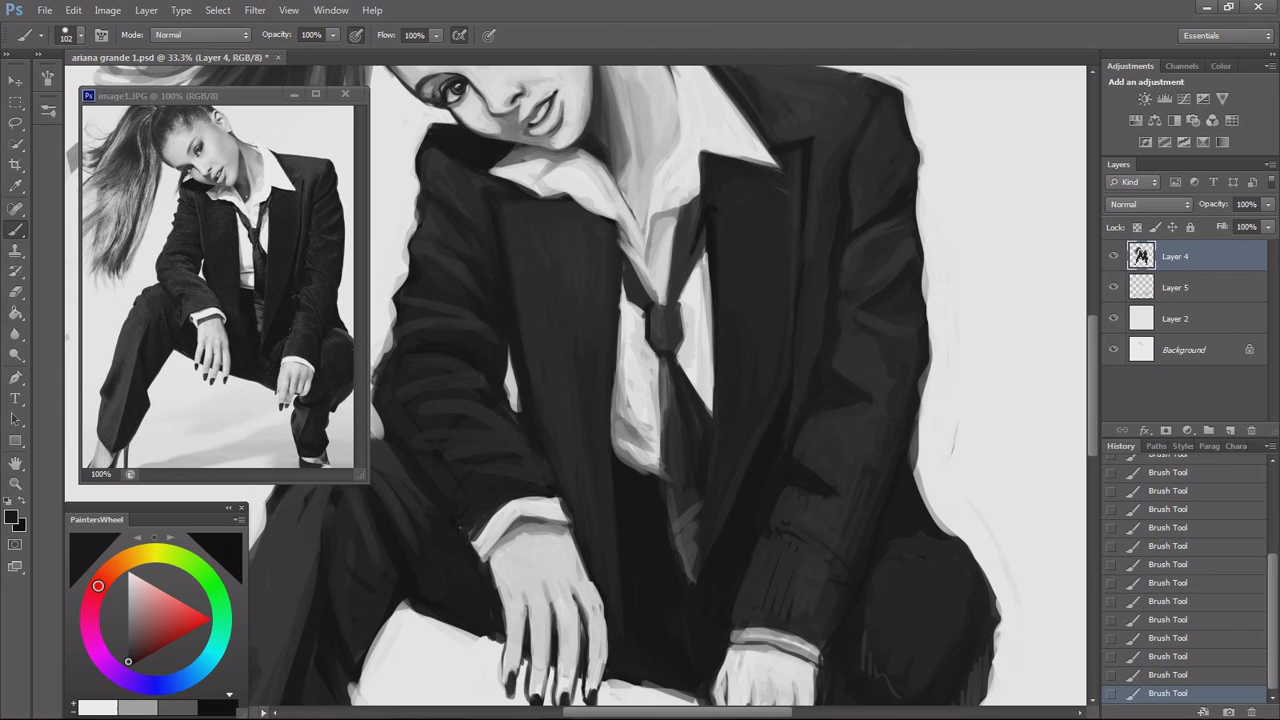 Ps File Edit Image Layer Type Select Filter View Window Help
102 Mode: Normal Opacity: 100% Flow: 100% Essentials
ariana grande 1.psd @ 33.3% (Layer 4, RGB/8) * ×
Ps image1.JPG @ 100% (RGB/8)
100%
PaintersWheel
Adjustments Channels Color
Add an adjustment
Layers
Kind
Normal Opacity: 100%
Lock: Fill: 100%
Layer 4
Layer 5
Layer 2
Background
fx
History Paths Styles Parag Chara
Brush Tool
Brush Tool
Brush Tool
Brush Tool
Brush Tool
Brush Tool
Brush Tool
Brush Tool
Brush Tool
Brush Tool
Brush Tool
Brush Tool
Brush Tool
Brush Tool